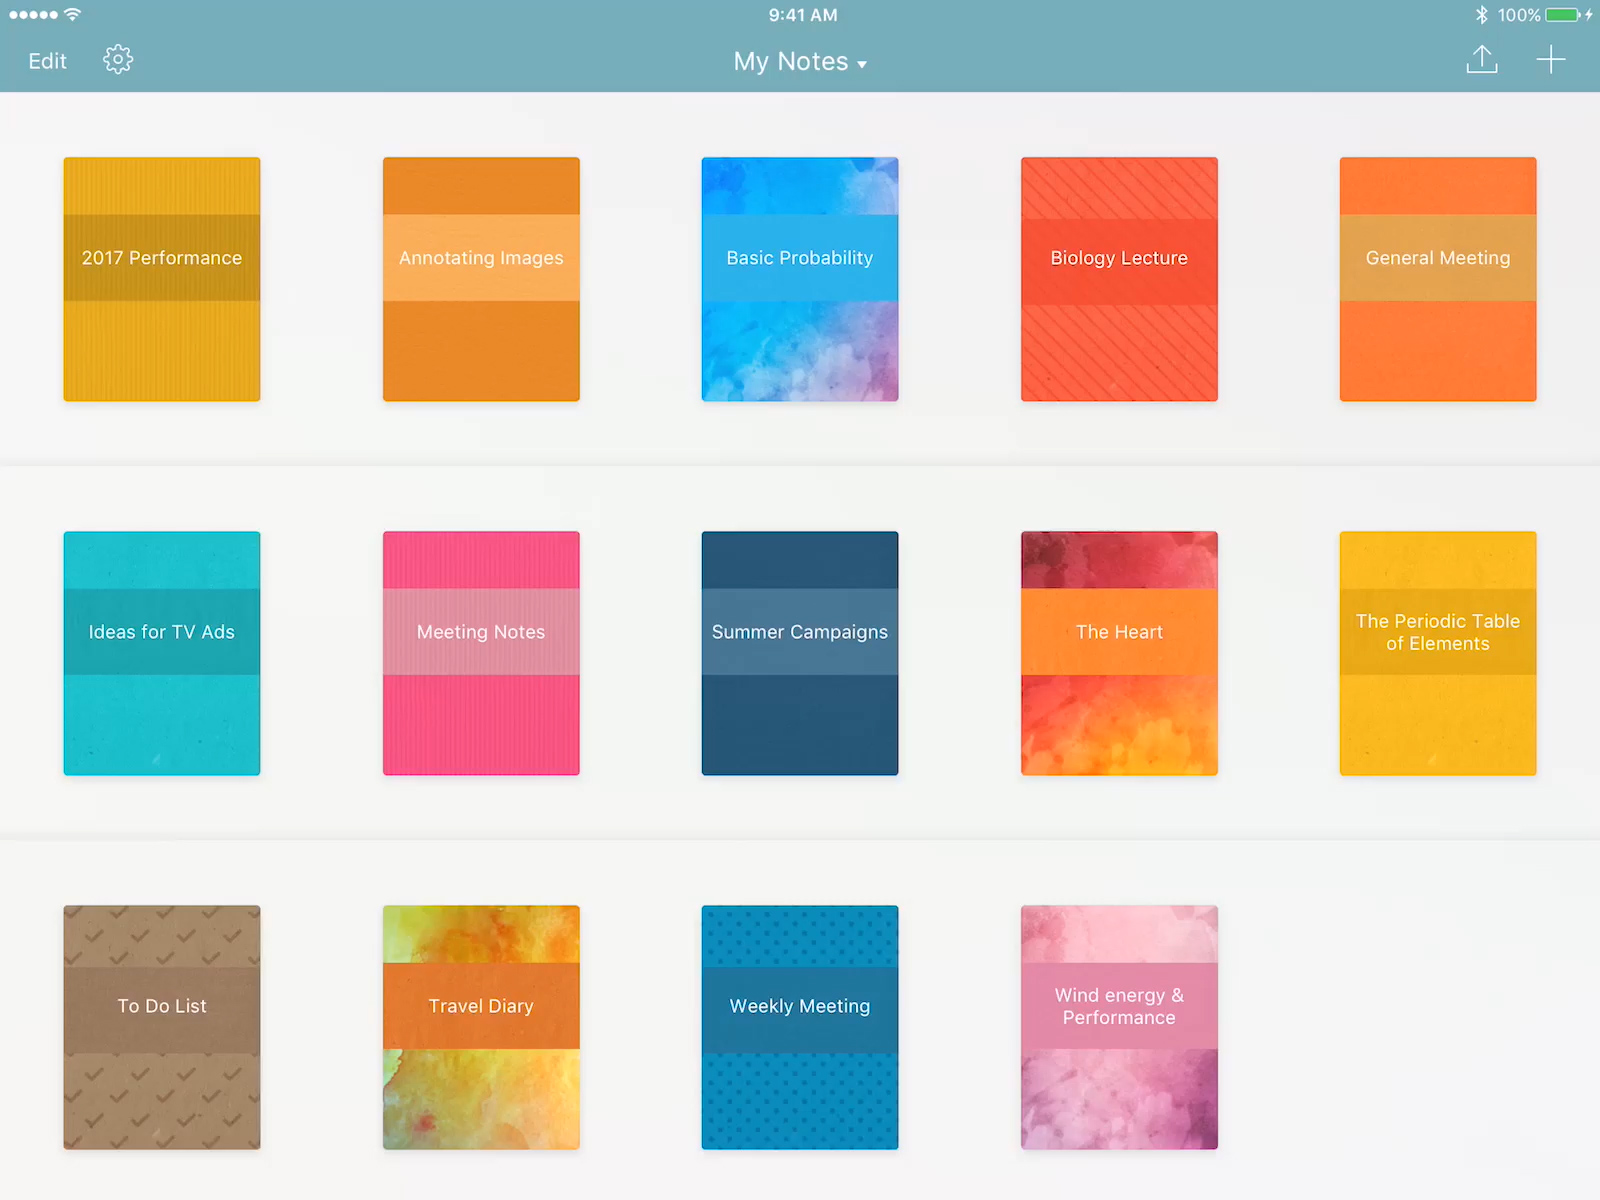 9:41 AM
100%
Edit
My Notes
2017 Performance
Annotating Images
Basic Probability
Biology Lecture
General Meeting
Ideas for TV Ads
Meeting Notes
Summer Campaigns
The Heart
The Periodic Table
of Elements
To Do List
Travel Diary
Weekly Meeting
Wind energy &
Performance